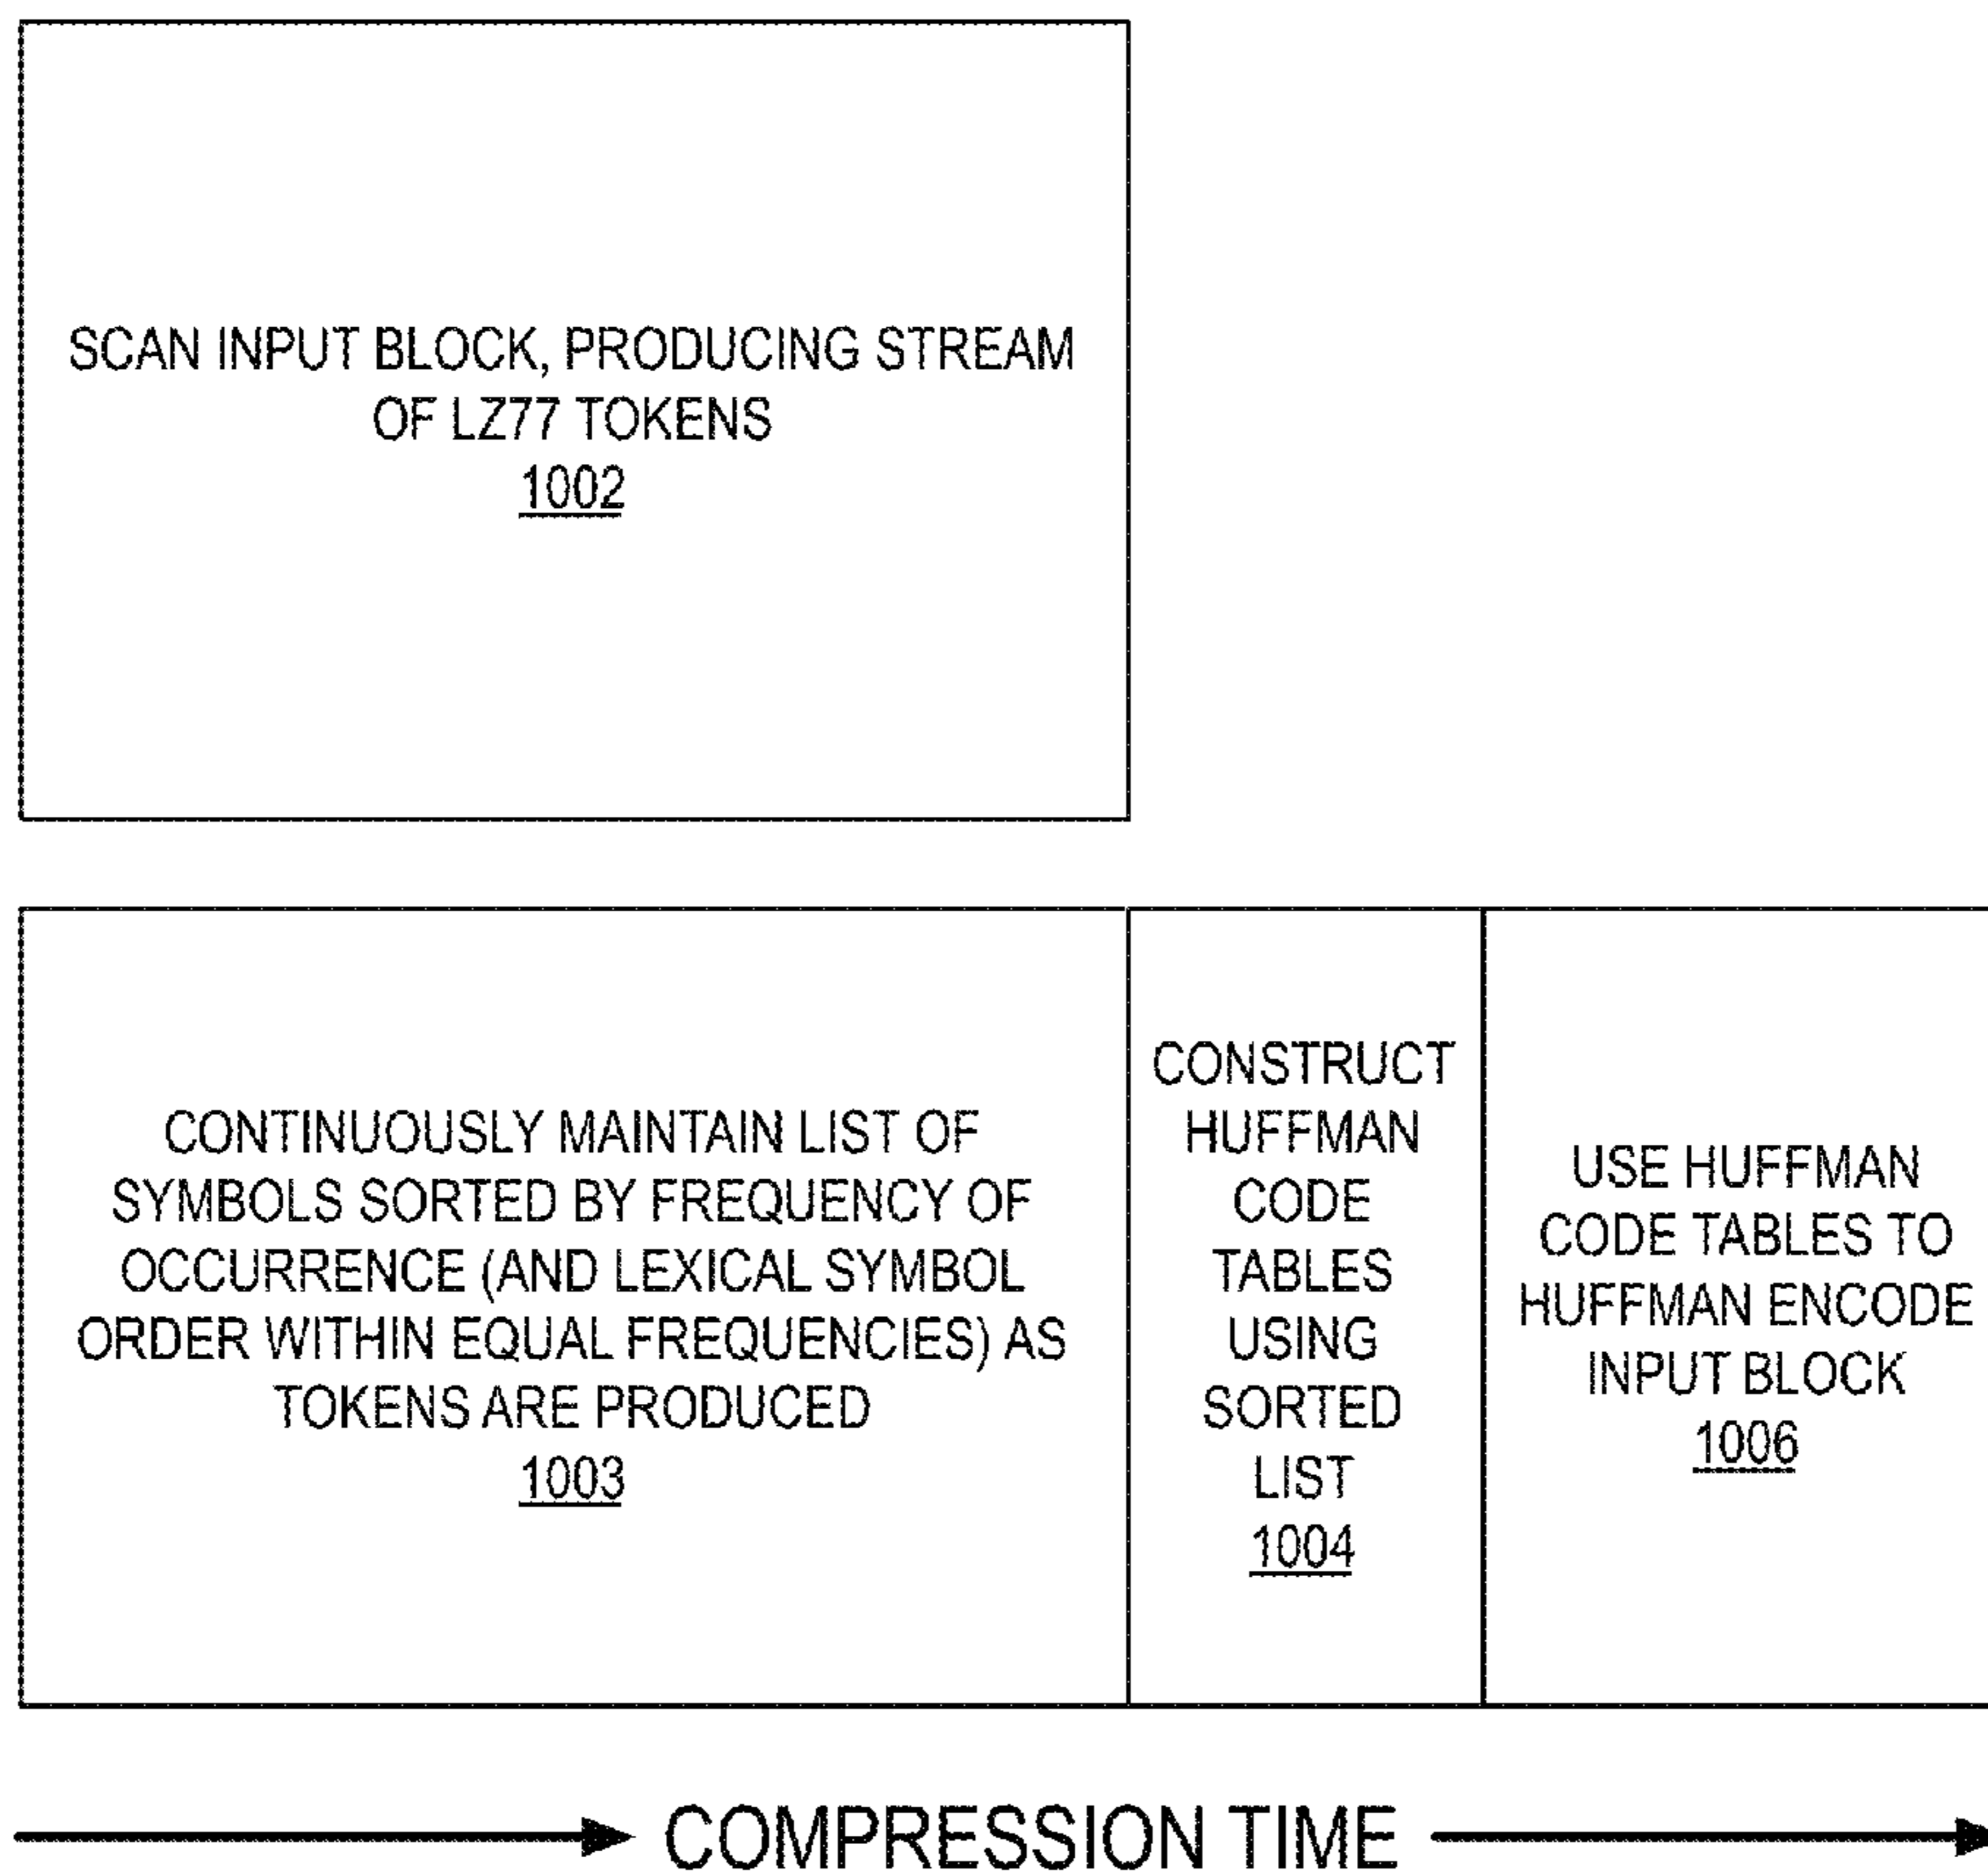 SCAN INPUT BLOCK, PRODUCING STREAM
OF LZ77 TOKENS
1002
CONTINUOUSLY MAINTAIN LIST OF
SYMBOLS SORTED BY FREQUENCY OF
OCCURRENCE (AND LEXICAL SYMBOL
ORDER WITHIN EQUAL FREQUENCIES) AS
TOKENS ARE PRODUCED
1003
CONSTRUCT
HUFFMAN
CODE
TABLES
USING
SORTED
LIST
1004
USE HUFFMAN
CODE TABLES TO
HUFFMAN ENCODE
INPUT BLOCK
1006
COMPRESSION TIME